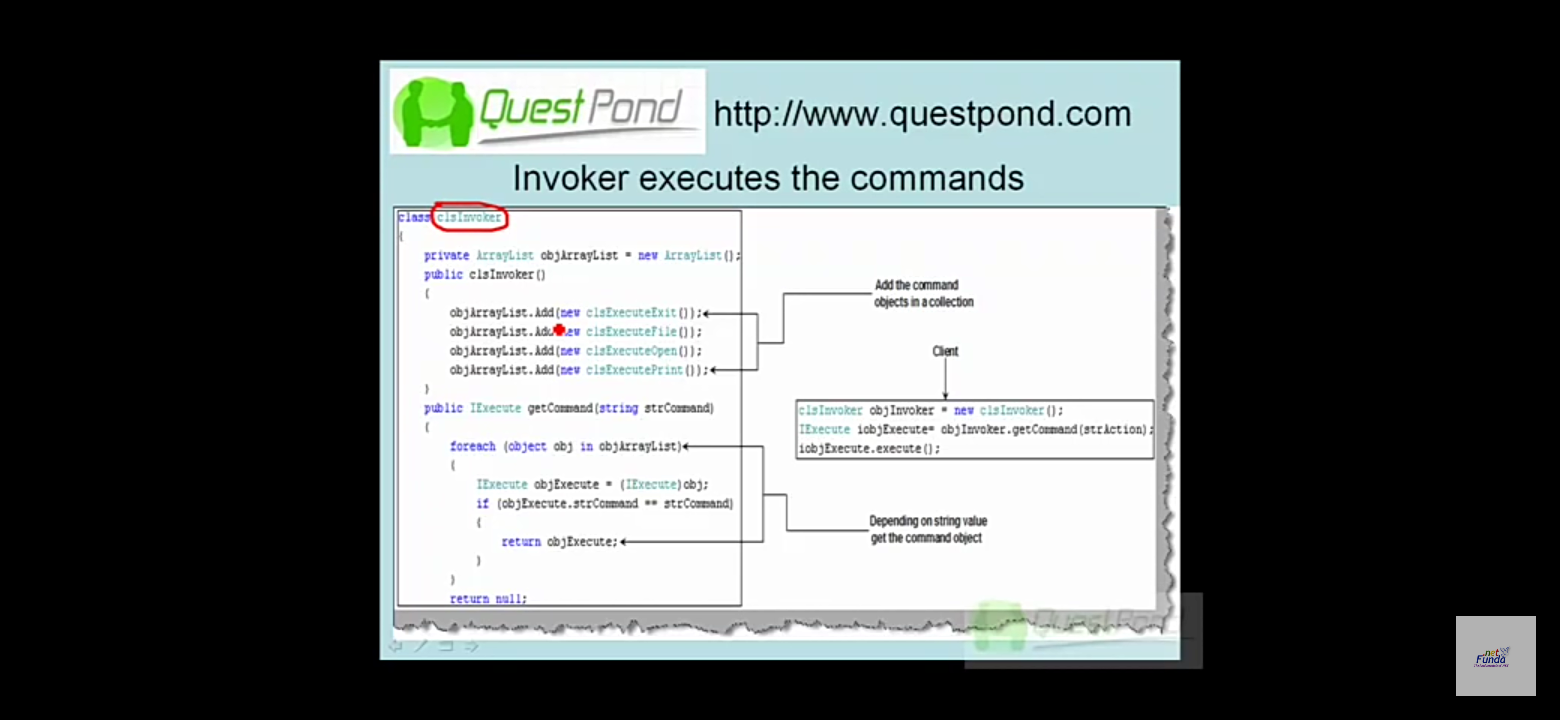 Quest Pond
http://www.questpond.com
Invoker executes the commands
class clsInvoker
{
private ArrayList objArrayList = new ArrayList();
public clsInvoker()
{
objArrayList.Add(new clsExecuteExit());
objArrayList.Add new clsExecuteFile());
objArrayList.Add(new clsExecuteOpen());
objArrayList.Add(new clsExecutePrint());
}
public IExecute getCommand(string strCommand)
{
foreach (object obj in objArrayList)
{
IExecute objExecute = (IExecute)obj;
if (objExecute.strCommand == strCommand)
{
return objExecute;
}
}
return null;
Add the command
objects in a collection
Client
clsInvoker objInvoker = new clsInvoker();
IExecute iobjExecute= objInvoker.getCommand(strAction);
iobjExecute.execute();
Depending on string value
get the command object
Quest Pond
.net
Funda